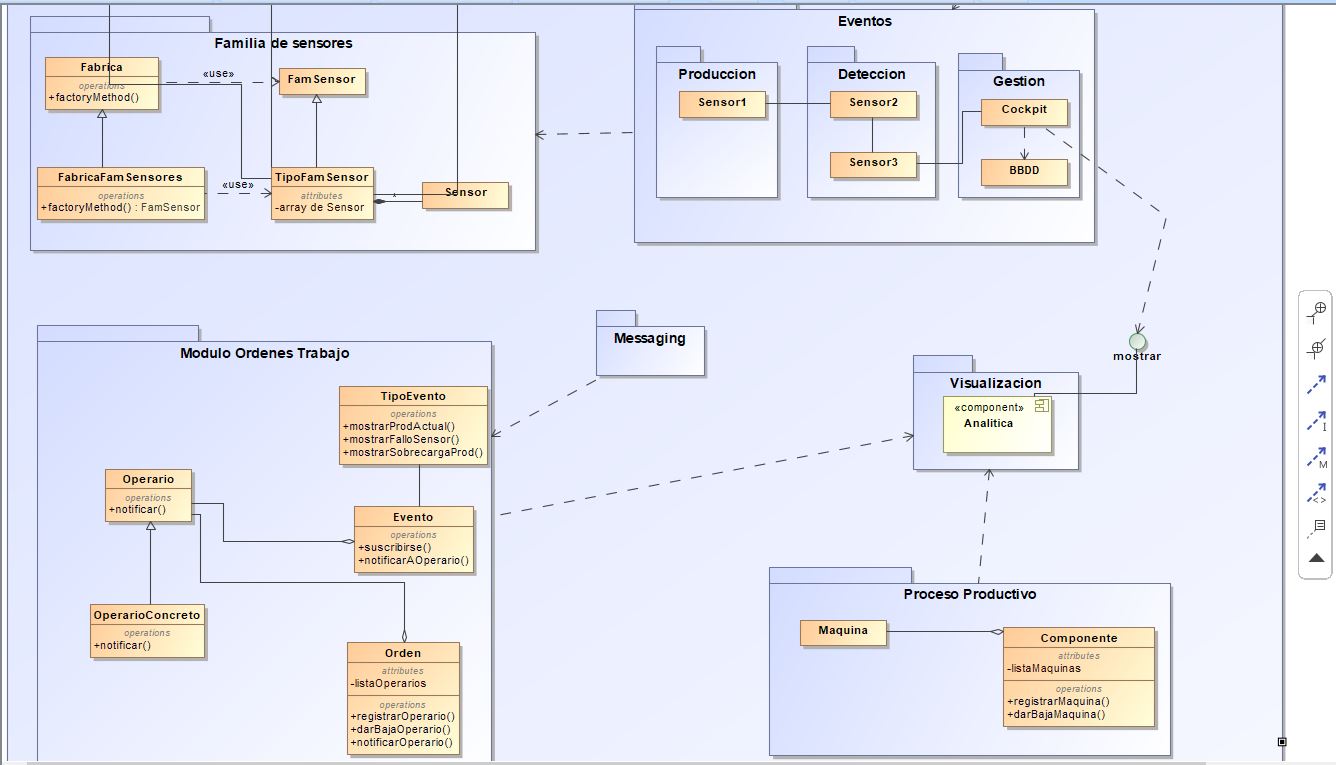 Familia de sensores
Fabrica
operations
+factoryMethod()
«use»
FamSensor
FabricaFamSensores
operations
+factoryMethod() : FamSensor
«use»
TipoFamSensor
attributes
-array de Sensor
*
Sensor
Eventos
Produccion
Sensor1
Deteccion
Sensor2
Sensor3
Gestion
Cockpit
BBDD
mostrar
Messaging
Modulo Ordenes Trabajo
TipoEvento
operations
+mostrarProdActual()
+mostrarFalloSensor()
+mostrarSobrecargaProd()
Operario
operations
+notificar()
Evento
operations
+suscribirse()
+notificarAOperario()
OperarioConcreto
operations
+notificar()
Orden
attributes
-listaOperarios
operations
+registrarOperario()
+darBajaOperario()
+notificarOperario()
Visualizacion
«component»
Analitica
Proceso Productivo
Maquina
Componente
attributes
-listaMaquinas
operations
+registrarMaquina()
+darBajaMaquina()
I
M
<>